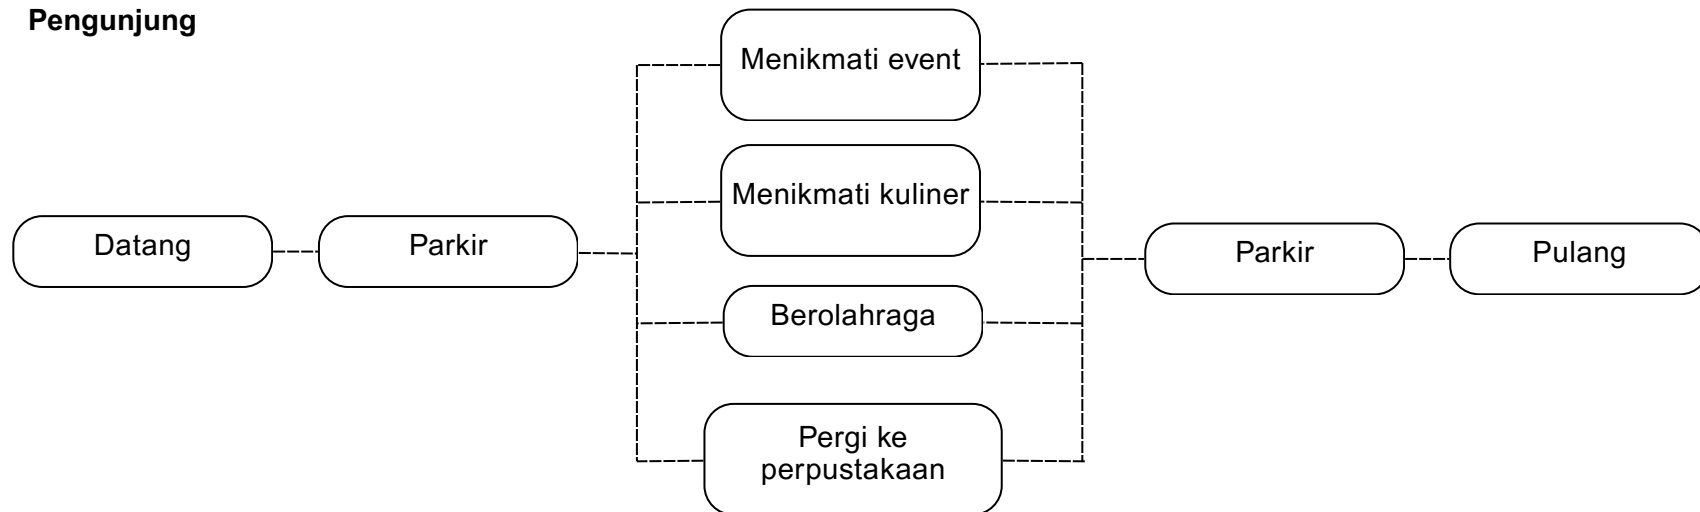 Pengunjung
Datang
Parkir
Menikmati event
Menikmati kuliner
Berolahraga
Pergi ke
perpustakaan
Parkir
Pulang